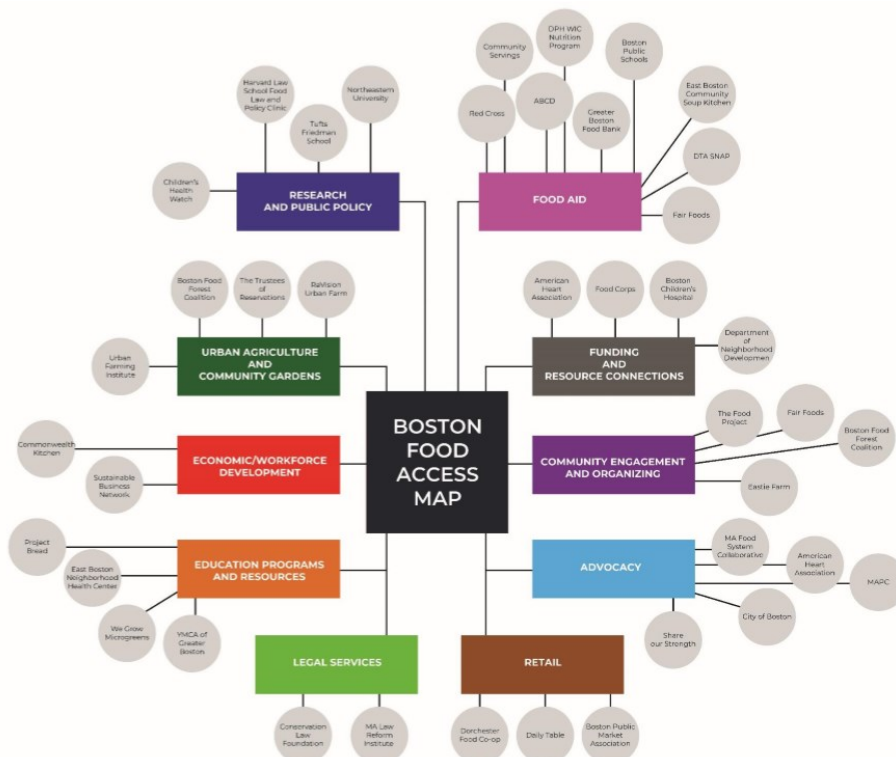 Harvard Law
School Food
Law and
Policy Clinic
Northeastern
University
Tufts
Friedman
School
Children's
Health
Watch
RESEARCH
AND PUBLIC POLICY
Community
Servings
DPH WIC
Nutrition
Program
Boston
Public
Schools
Red Cross
ABCD
Greater
Boston
Food Bank
East Boston
Community
Soup Kitchen
DTA SNAP
Fair Foods
FOOD AID
Boston Food
Forest
Coalition
The Trustees
of
Reservations
ReVision
Urban Farm
Urban
Farming
Institute
URBAN AGRICULTURE
AND
COMMUNITY GARDENS
American
Heart
Association
Food Corps
Boston
Children's
Hospital
Department
of
Neighborhood
Developmen
FUNDING
AND
RESOURCE CONNECTIONS
BOSTON
FOOD
ACCESS
MAP
Commonwealth
Kitchen
Sustainable
Business
Network
ECONOMIC/WORKFORCE
DEVELOPMENT
The Food
Project
Fair Foods
Boston Food
Forest
Coalition
Eastie Farm
COMMUNITY ENGAGEMENT
AND ORGANIZING
Project
Bread
East Boston
Neighborhood
Health Center
We Grow
Microgreens
YMCA of
Greater
Boston
EDUCATION PROGRAMS
AND RESOURCES
MA Food
System
Collaborative
American
Heart
Association
MAPC
City of Boston
Share
our Strength
ADVOCACY
LEGAL SERVICES
Conservation
Law
Foundation
MA Law
Reform
Institute
RETAIL
Dorchester
Food Co-op
Daily Table
Boston Public
Market
Association